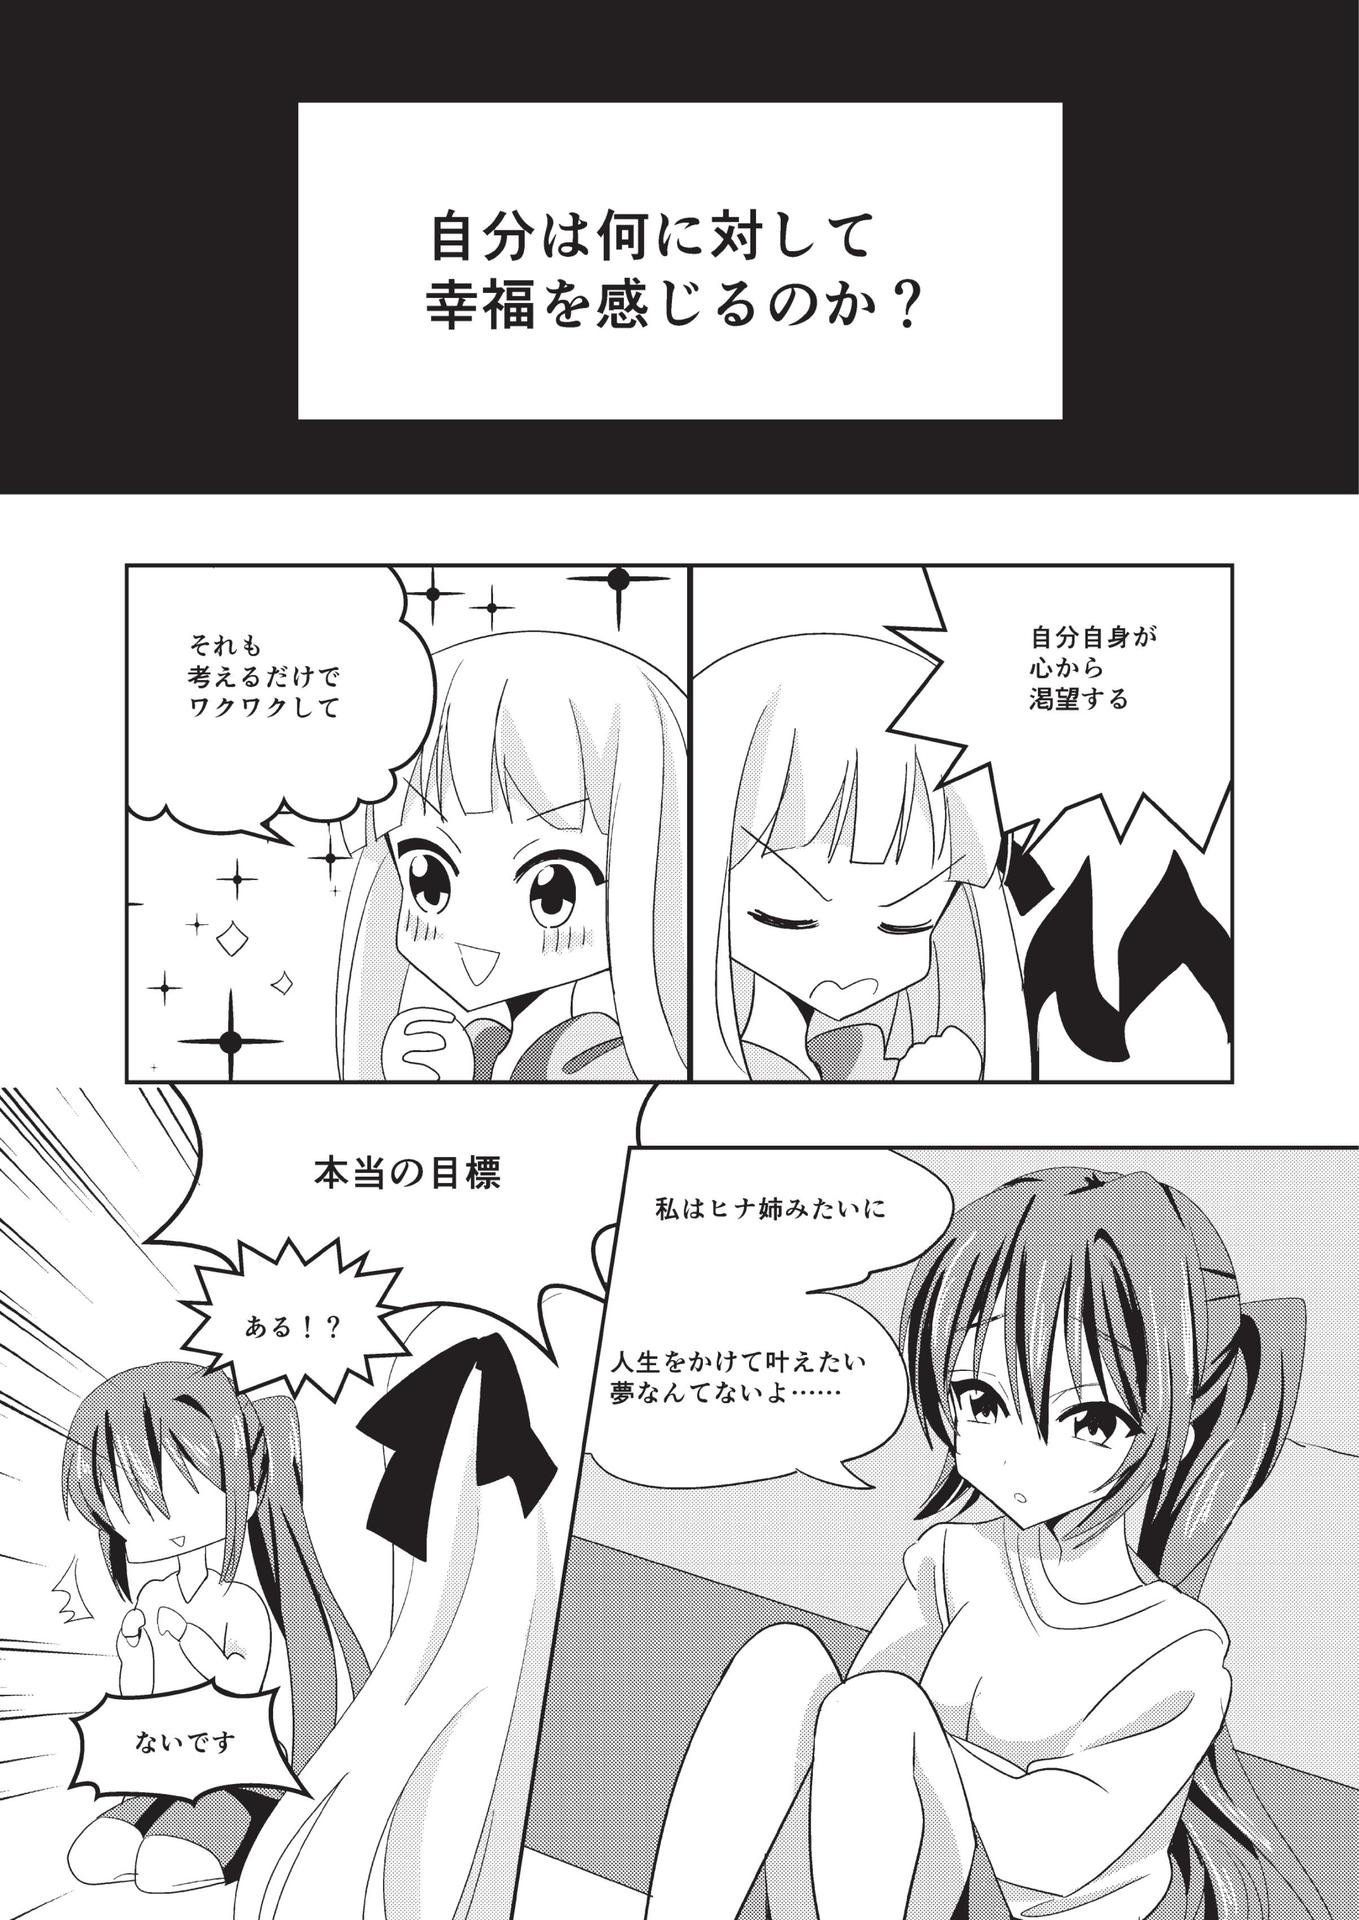 自分は何に対して
幸福を感じるのか？
それも
考えるだけで
ワクワクして
自分自身が
心から
渇望する
本当の目標
ある！？
ないです
私はヒナ姉みたいに
人生をかけて叶えたい
夢なんてないよ……